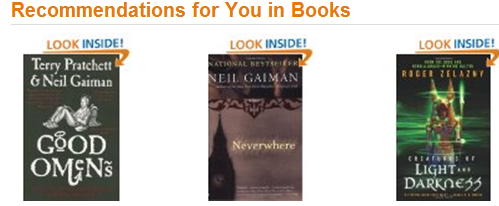 Recommendations for You in Books
LOOK INSIDE!
Terry Pratchett
& Neil Gaiman
GOOD
OMENS
LOOK INSIDE!
NATIONAL BESTSELLER
NEIL GAIMAN
Neverwhere
LOOK INSIDE!
ROGER ZELAZNY
CREATURES OF
LIGHT AND
DARKNESS